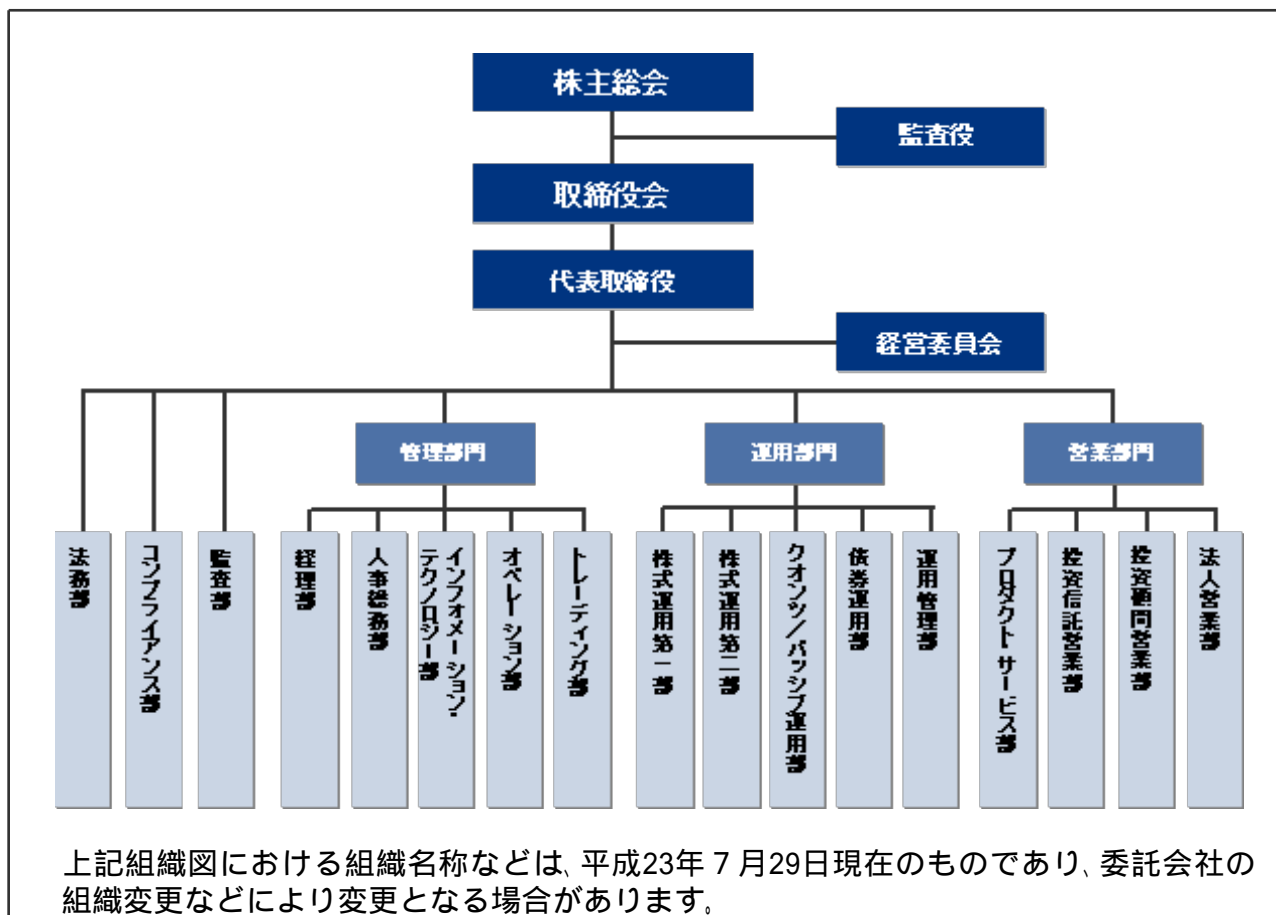 株主総会
監査役
取締役会
代表取締役
経営委員会
管理部門
運用部門
営業部門
法務部
コンプライアンス部
監査部
経理部
人事総務部
インフォメーション・
テクノロジー部
オペレーション部
トレーディング部
株式運用第一部
株式運用第二部
クオンツ/パッシブ運用部
債券運用部
運用管理部
プロダクト・サービス部
投資信託営業部
投資顧問営業部
法人営業部
上記組織図における組織名称などは、平成23年7月29日現在のものであり、委託会社の
組織変更などにより変更となる場合があります。